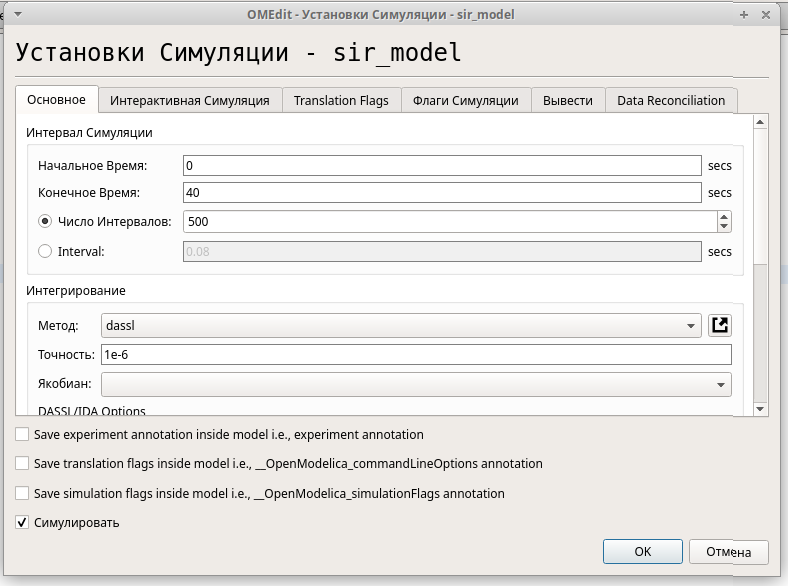 OMEdit - Установки Симуляции - sir_model
Установки Симуляции - sir_model
Основное Интерактивная Симуляция Translation Flags Флаги Симуляции Вывести Data Reconciliation
Интервал Симуляции
Начальное Время: 0 secs
Конечное Время: 40 secs
Число Интервалов: 500
Interval: 0.08 secs
Интегрирование
Метод: dassl
Точность: 1e-6
Якобиан:
DASSL/IDA Options
Save experiment annotation inside model i.e., experiment annotation
Save translation flags inside model i.e., __OpenModelica_commandLineOptions annotation
Save simulation flags inside model i.e., __OpenModelica_simulationFlags annotation
Симулировать
OK Отмена